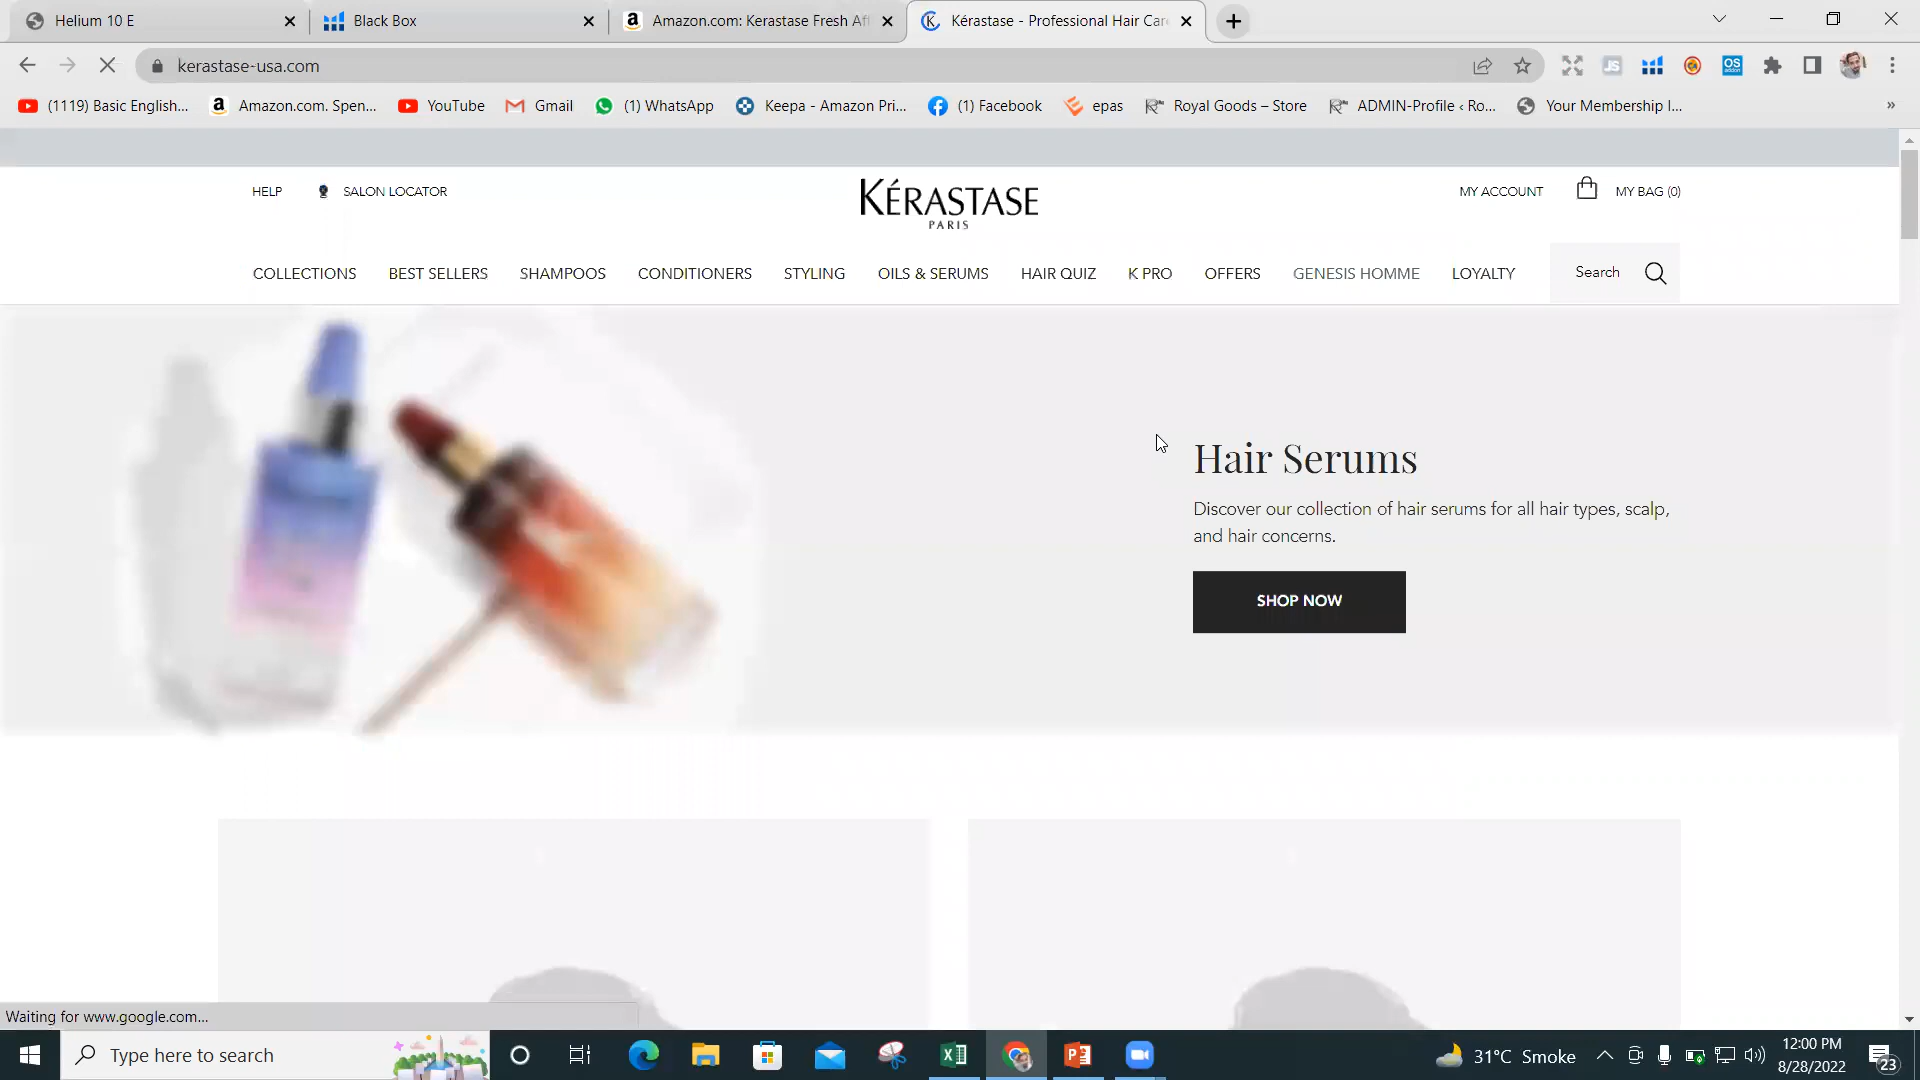 Helium 10 E
Black Box
Amazon.com: Kerastase Fresh Aff
Kérastase - Professional Hair Care
kerastase-usa.com
(1119) Basic English...
Amazon.com. Spen...
YouTube
Gmail
(1) WhatsApp
Keepa - Amazon Pri...
(1) Facebook
epas
Royal Goods – Store
ADMIN-Profile ‹ Ro...
Your Membership I...
»
HELP
SALON LOCATOR
KÉRASTASE
PARIS
MY ACCOUNT
MY BAG (0)
COLLECTIONS
BEST SELLERS
SHAMPOOS
CONDITIONERS
STYLING
OILS & SERUMS
HAIR QUIZ
K PRO
OFFERS
GENESIS HOMME
LOYALTY
Search
Hair Serums
Discover our collection of hair serums for all hair types, scalp,
and hair concerns.
SHOP NOW
Waiting for www.google.com...
Type here to search
31°C Smoke
12:00 PM
8/28/2022
23